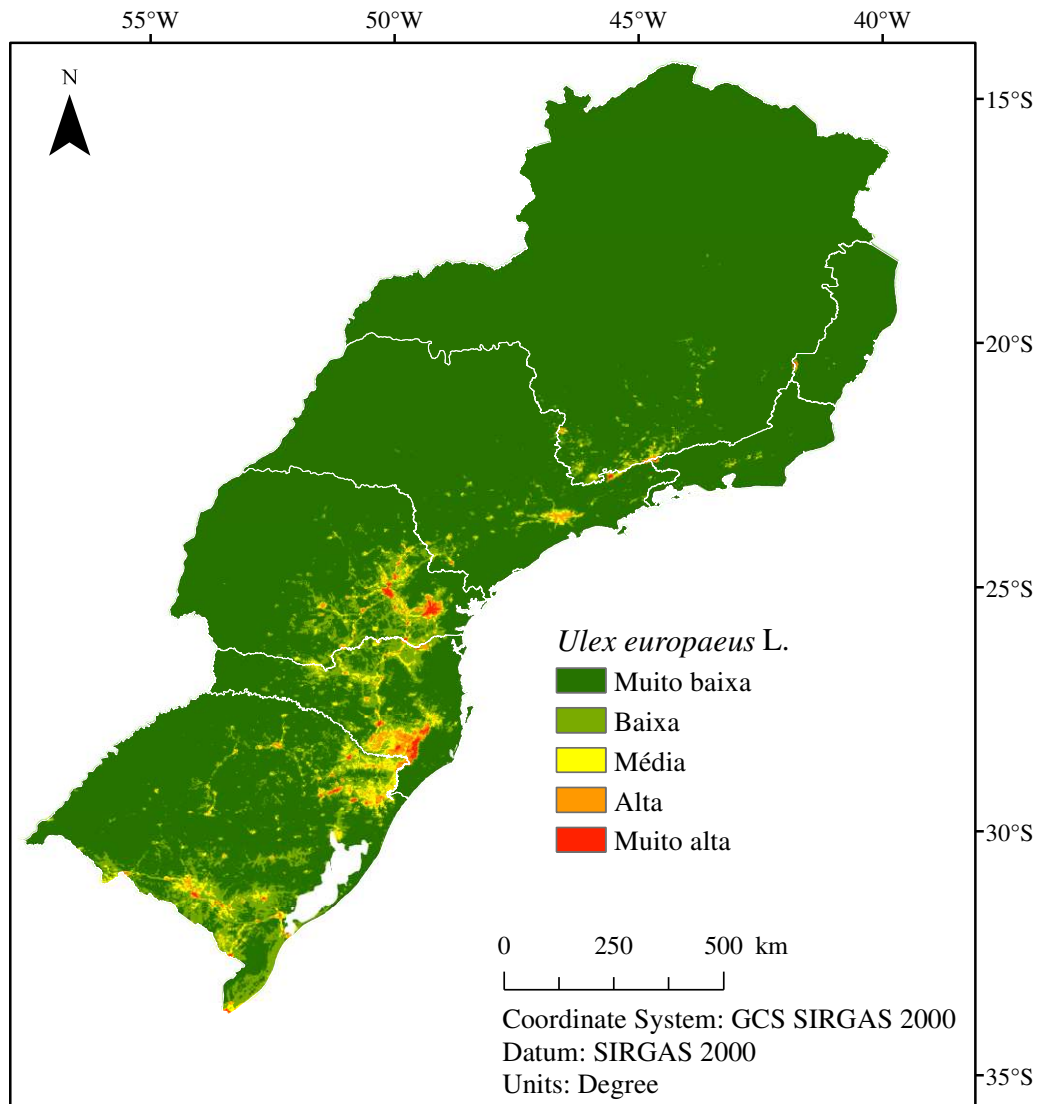 55°W 50°W 45°W 40°W
N
15°S
20°S
25°S
Ulex europaeus L.
Muito baixa
Baixa
Média
Alta
Muito alta
30°S
0 250 500 km
Coordinate System: GCS SIRGAS 2000
Datum: SIRGAS 2000
Units: Degree
35°S